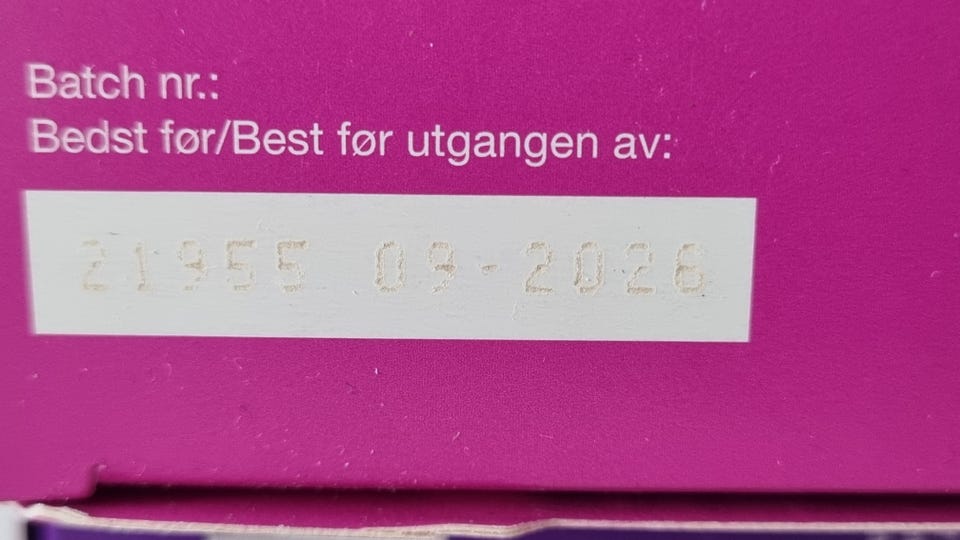 Batch nr.:
Bedst før/Best før utgangen av:
21955 09-2026